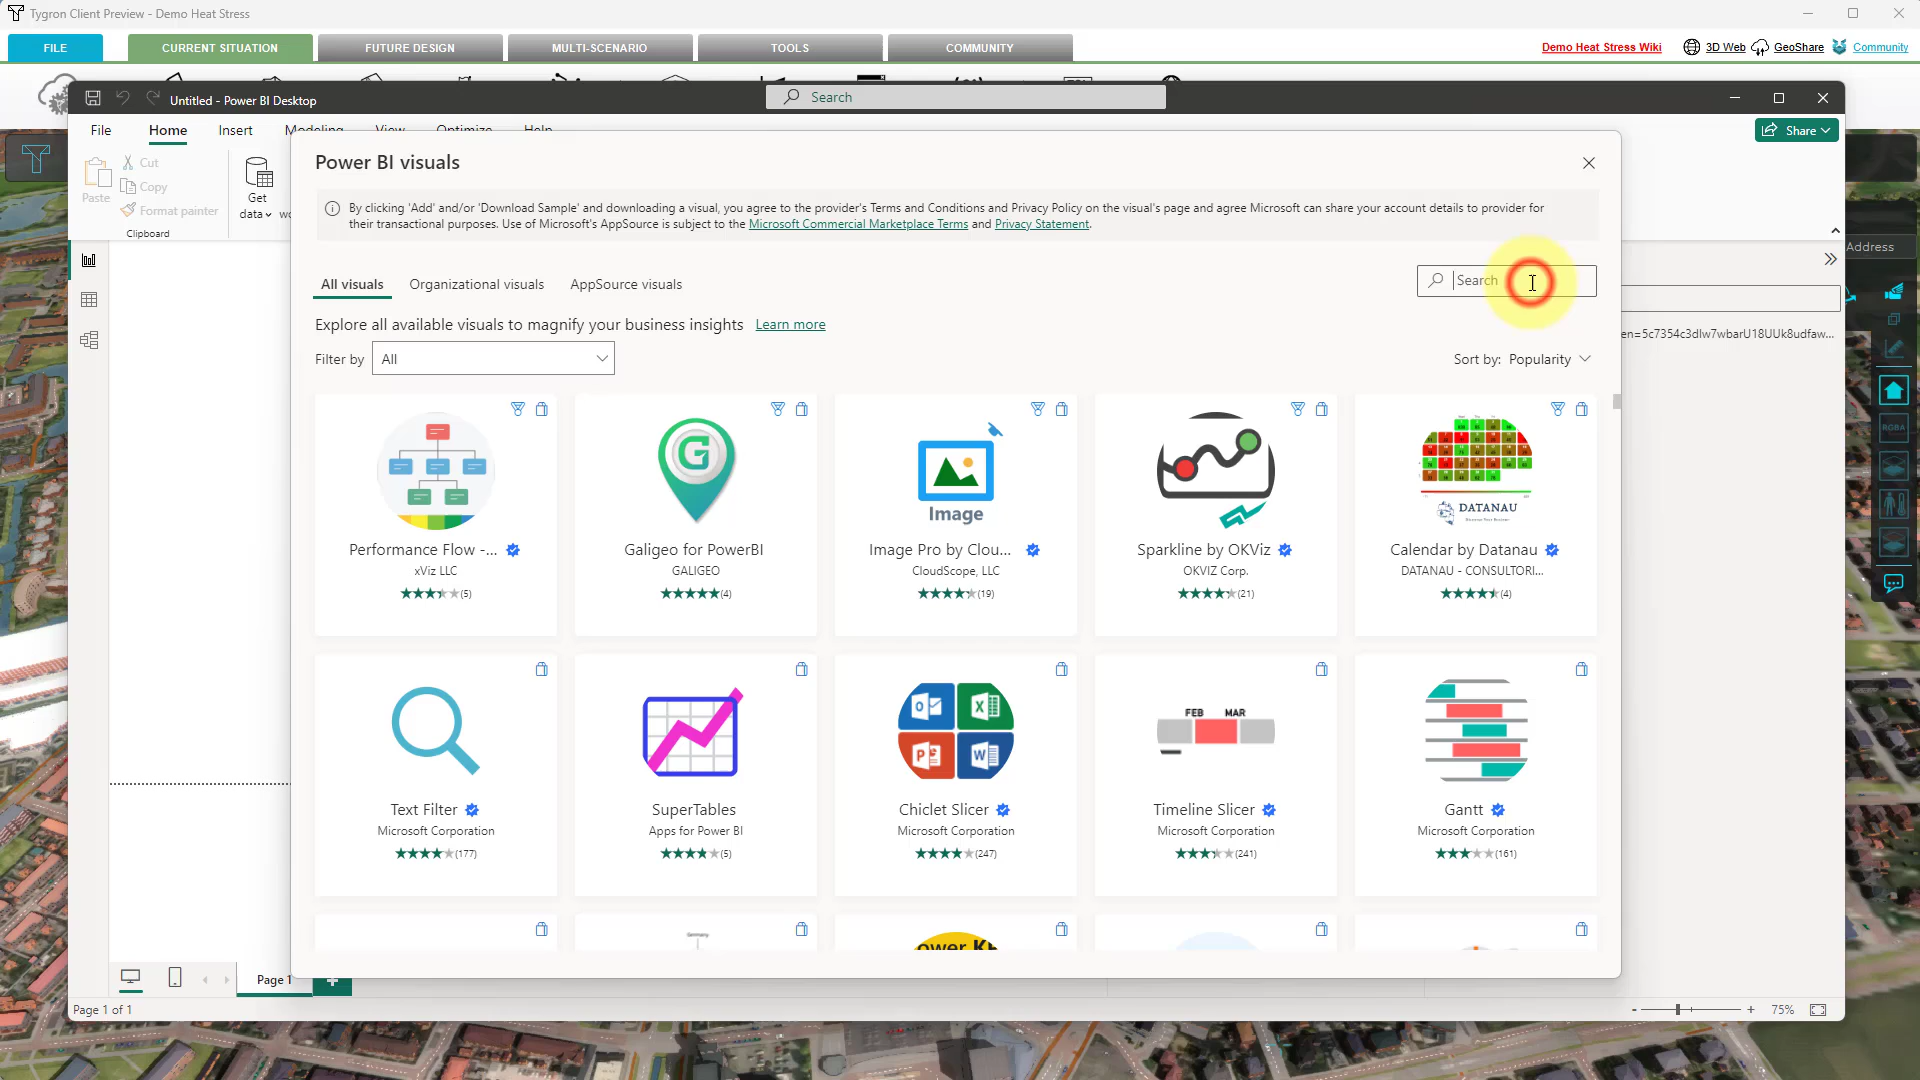 Tygron Client Preview - Demo Heat Stress
FILE
CURRENT SITUATION
FUTURE DESIGN
MULTI-SCENARIO
TOOLS
COMMUNITY
Demo Heat Stress Wiki
3D Web
GeoShare
Community
Untitled - Power BI Desktop
Search
File
Home
Insert
Modeling
View
Optimize
Help
Share
Paste
Cut
Copy
Format painter
Clipboard
Get
data
Address
en=5c7354c3dlw7wbarU18UUk8udfaw...
RGBA
Power BI visuals
By clicking 'Add' and/or 'Download Sample' and downloading a visual, you agree to the provider's Terms and Conditions and Privacy Policy on the visual's page and agree Microsoft can share your account details to provider for
their transactional purposes. Use of Microsoft's AppSource is subject to the Microsoft Commercial Marketplace Terms and Privacy Statement.
All visuals
Organizational visuals
AppSource visuals
Search
Explore all available visuals to magnify your business insights Learn more
Filter by
All
Sort by: Popularity
Performance Flow -...
xViz LLC
(5)
Galigeo for PowerBI
GALIGEO
(4)
Image
Image Pro by Clou...
CloudScope, LLC
(19)
Sparkline by OKViz
OKVIZ Corp.
(21)
DATANAU
Calendar by Datanau
DATANAU - CONSULTORI...
(4)
Text Filter
Microsoft Corporation
(177)
SuperTables
Apps for Power BI
(5)
Chiclet Slicer
Microsoft Corporation
(247)
FEB MAR
Timeline Slicer
Microsoft Corporation
(241)
Gantt
Microsoft Corporation
(161)
Germany
Page 1
Page 1 of 1
75%